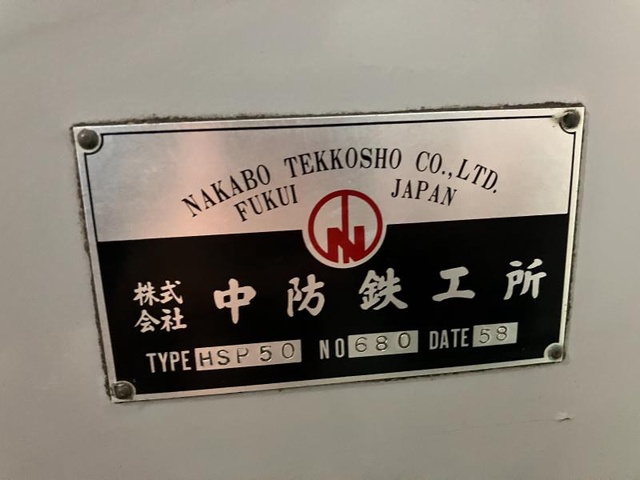 NAKABO TEKKOSHO CO., LTD.
FUKUI JAPAN
株式会社 中防鉄工所
TYPE HSP50 NO 680 DATE 58